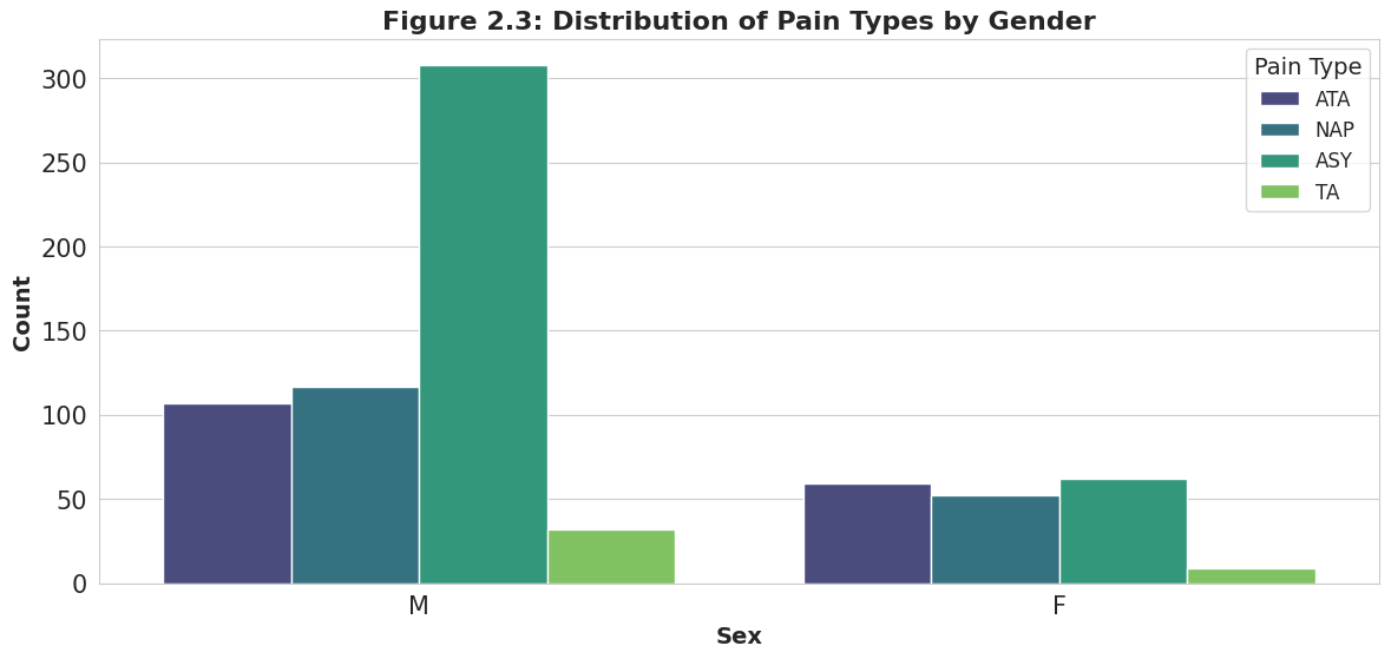 Figure 2.3: Distribution of Pain Types by Gender
Pain Type
ATA
NAP
ASY
TA
Count
300
250
200
150
100
50
0
M
F
Sex